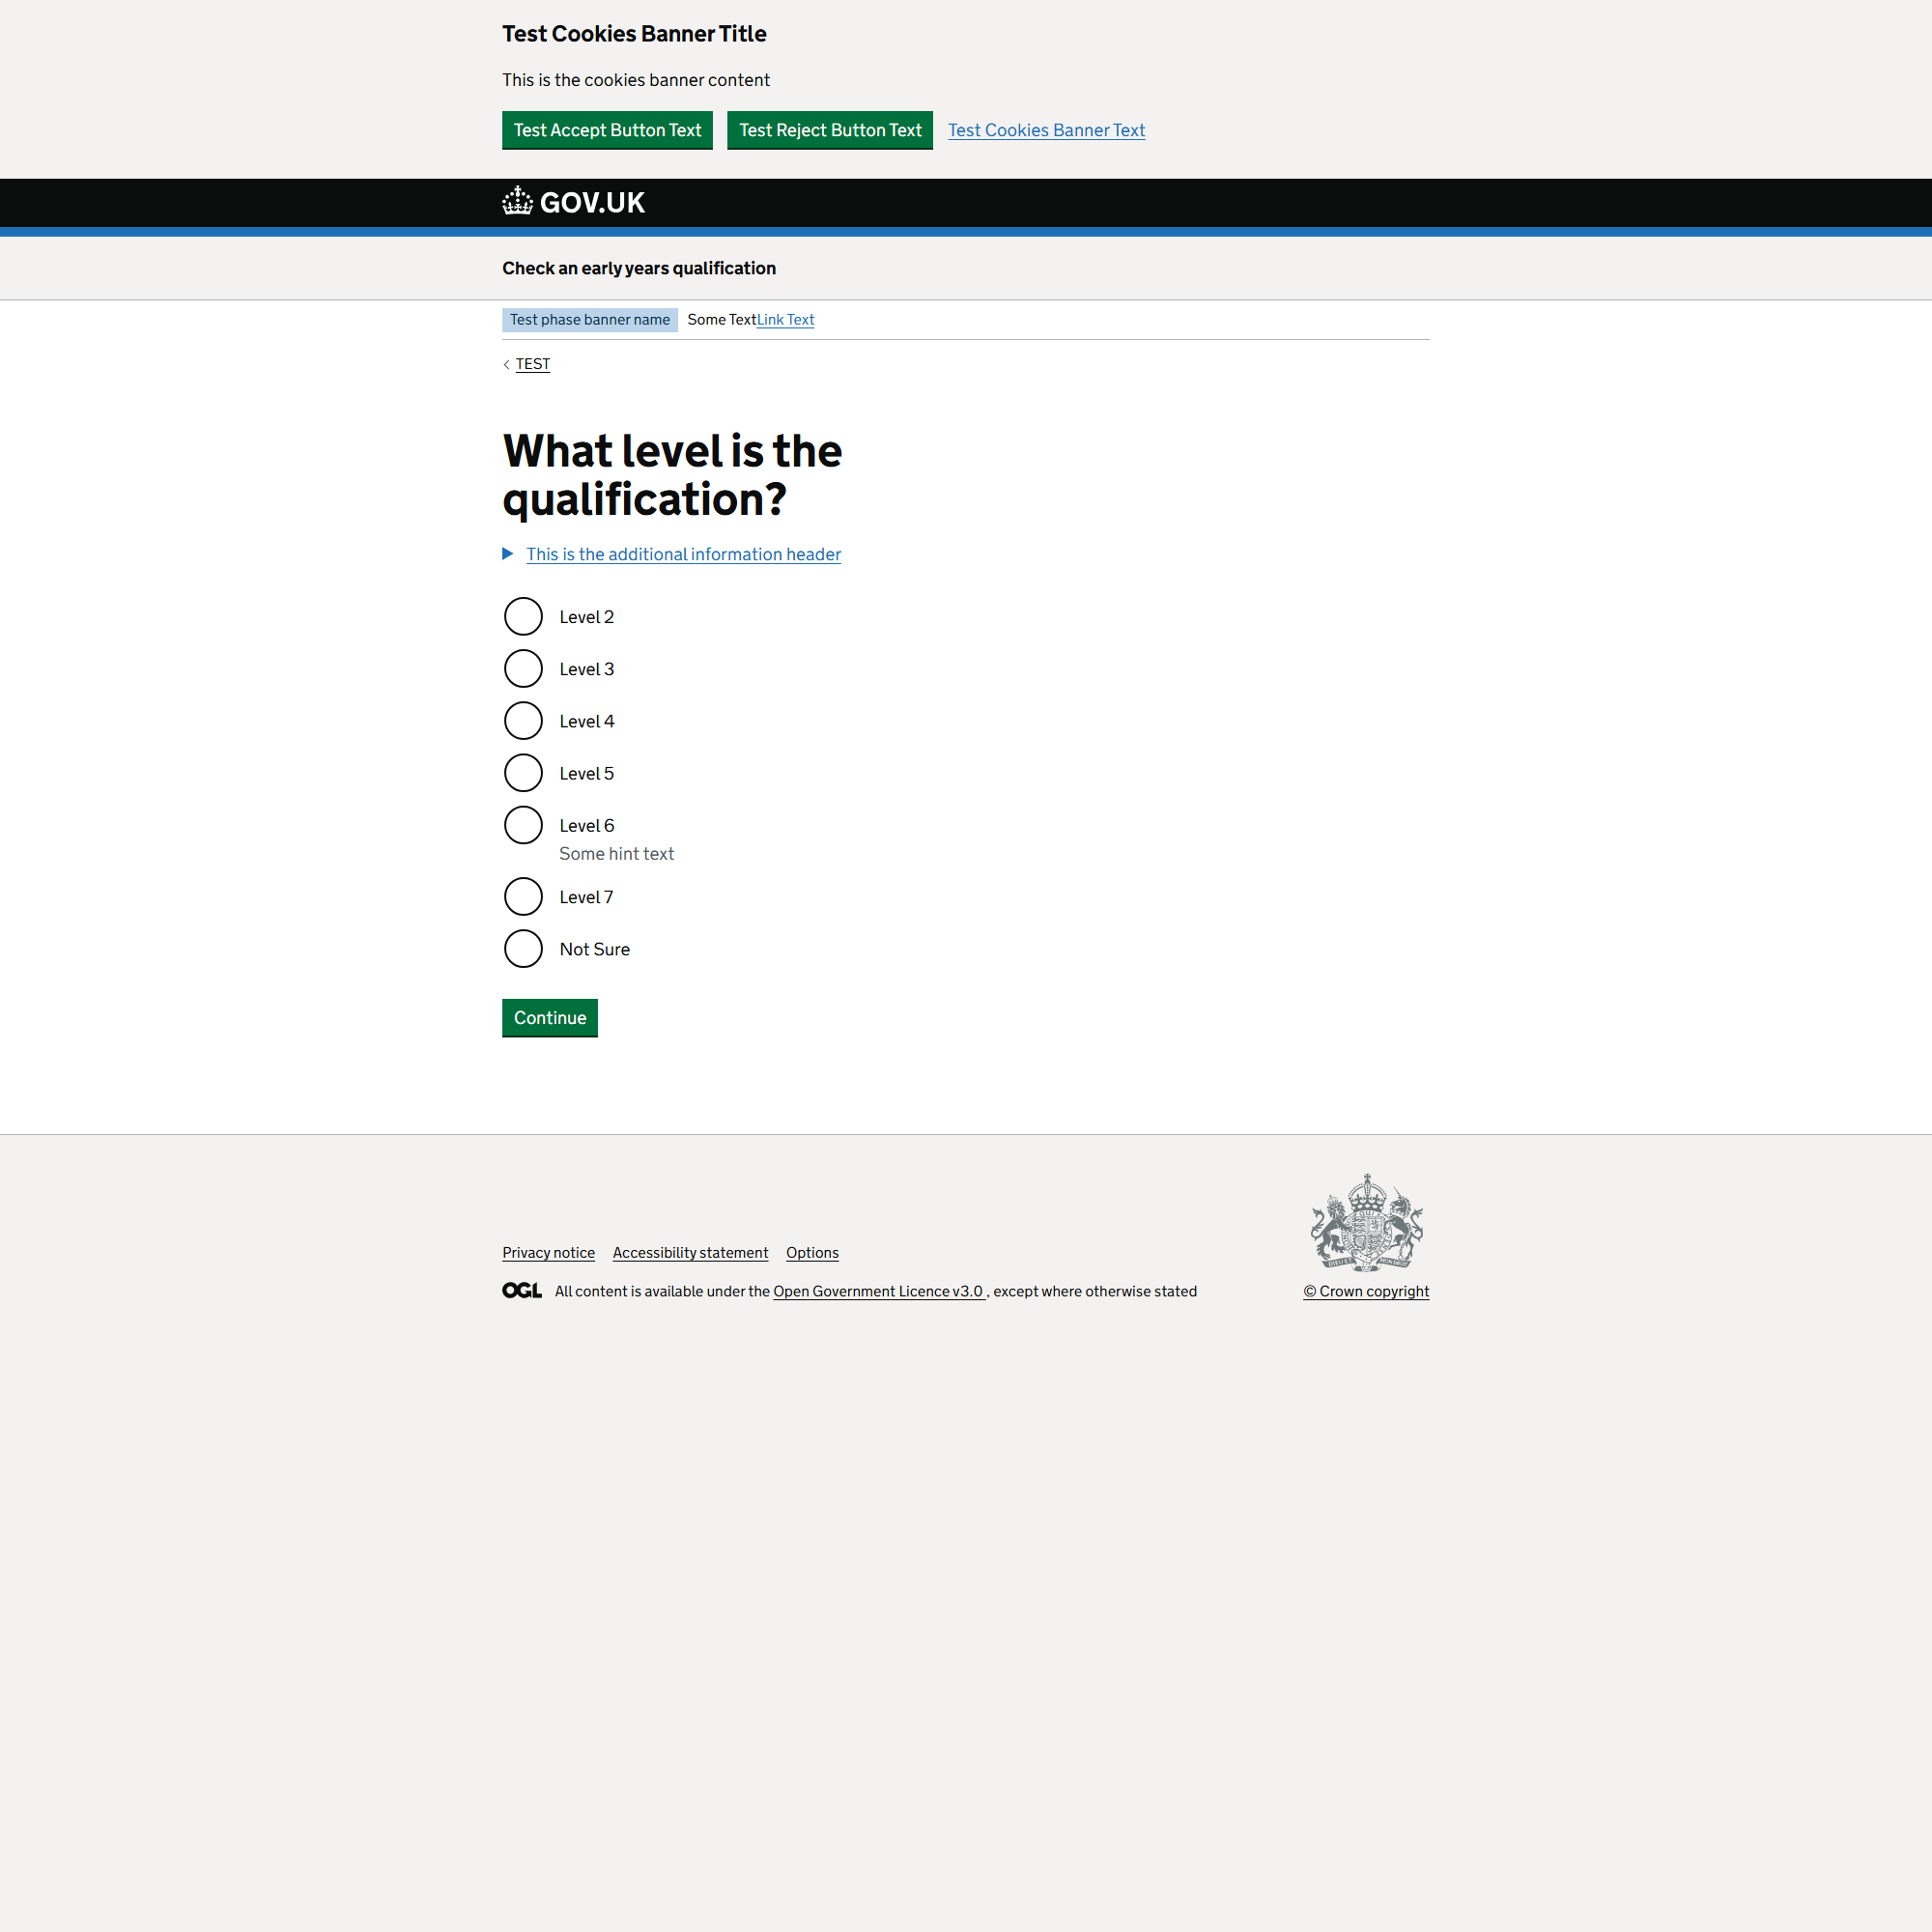 Test Cookies Banner Title
This is the cookies banner content
Test Accept Button Text Test Reject Button Text Test Cookies Banner Text
GOV.UK
Check an early years qualification
Test phase banner name Some TextLink Text
TEST
What level is the
qualification?
This is the additional information header
Level 2
Level 3
Level 4
Level 5
Level 6
Some hint text
Level 7
Not Sure
Continue
Privacy notice Accessibility statement Options
OGL All content is available under the Open Government Licence v3.0 , except where otherwise stated
© Crown copyright